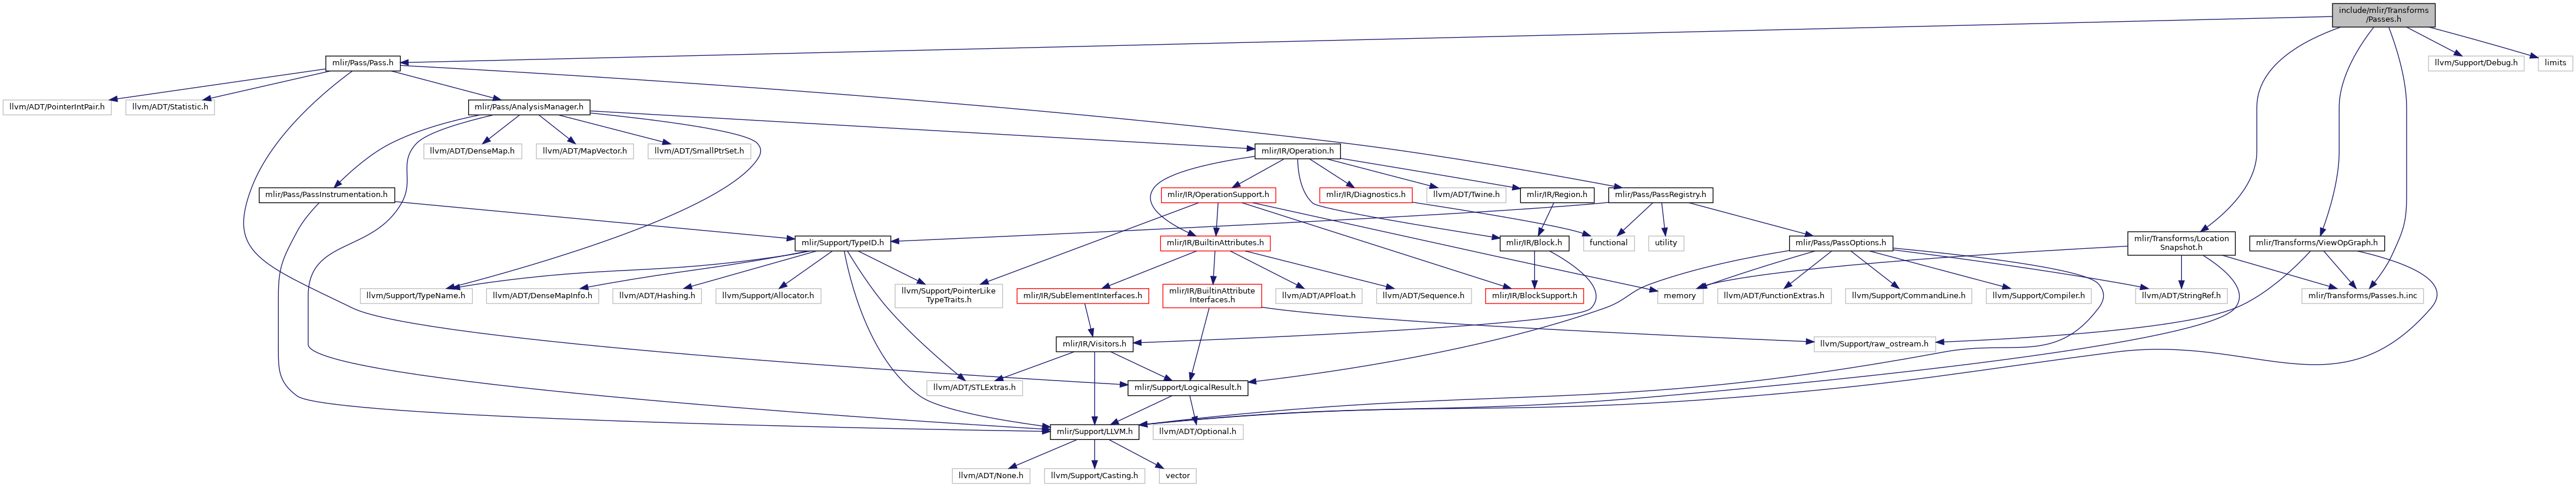 include/mlir/Transforms
/Passes.h
mlir/Pass/Pass.h
llvm/Support/Debug.h
limits
llvm/ADT/PointerIntPair.h
llvm/ADT/Statistic.h
mlir/Pass/AnalysisManager.h
llvm/ADT/DenseMap.h
llvm/ADT/MapVector.h
llvm/ADT/SmallPtrSet.h
mlir/IR/Operation.h
mlir/Pass/PassInstrumentation.h
mlir/IR/OperationSupport.h
mlir/IR/Diagnostics.h
llvm/ADT/Twine.h
mlir/IR/Region.h
mlir/Pass/PassRegistry.h
mlir/Support/TypeID.h
mlir/IR/BuiltinAttributes.h
mlir/IR/Block.h
functional
utility
mlir/Pass/PassOptions.h
mlir/Transforms/Location
Snapshot.h
mlir/Transforms/ViewOpGraph.h
llvm/Support/TypeName.h
llvm/ADT/DenseMapInfo.h
llvm/ADT/Hashing.h
llvm/Support/Allocator.h
llvm/Support/PointerLike
TypeTraits.h
mlir/IR/SubElementInterfaces.h
mlir/IR/BuiltinAttribute
Interfaces.h
llvm/ADT/APFloat.h
llvm/ADT/Sequence.h
mlir/IR/BlockSupport.h
memory
llvm/ADT/FunctionExtras.h
llvm/Support/CommandLine.h
llvm/Support/Compiler.h
llvm/ADT/StringRef.h
mlir/Transforms/Passes.h.inc
mlir/IR/Visitors.h
llvm/Support/raw_ostream.h
llvm/ADT/STLExtras.h
mlir/Support/LogicalResult.h
mlir/Support/LLVM.h
llvm/ADT/Optional.h
llvm/ADT/None.h
llvm/Support/Casting.h
vector